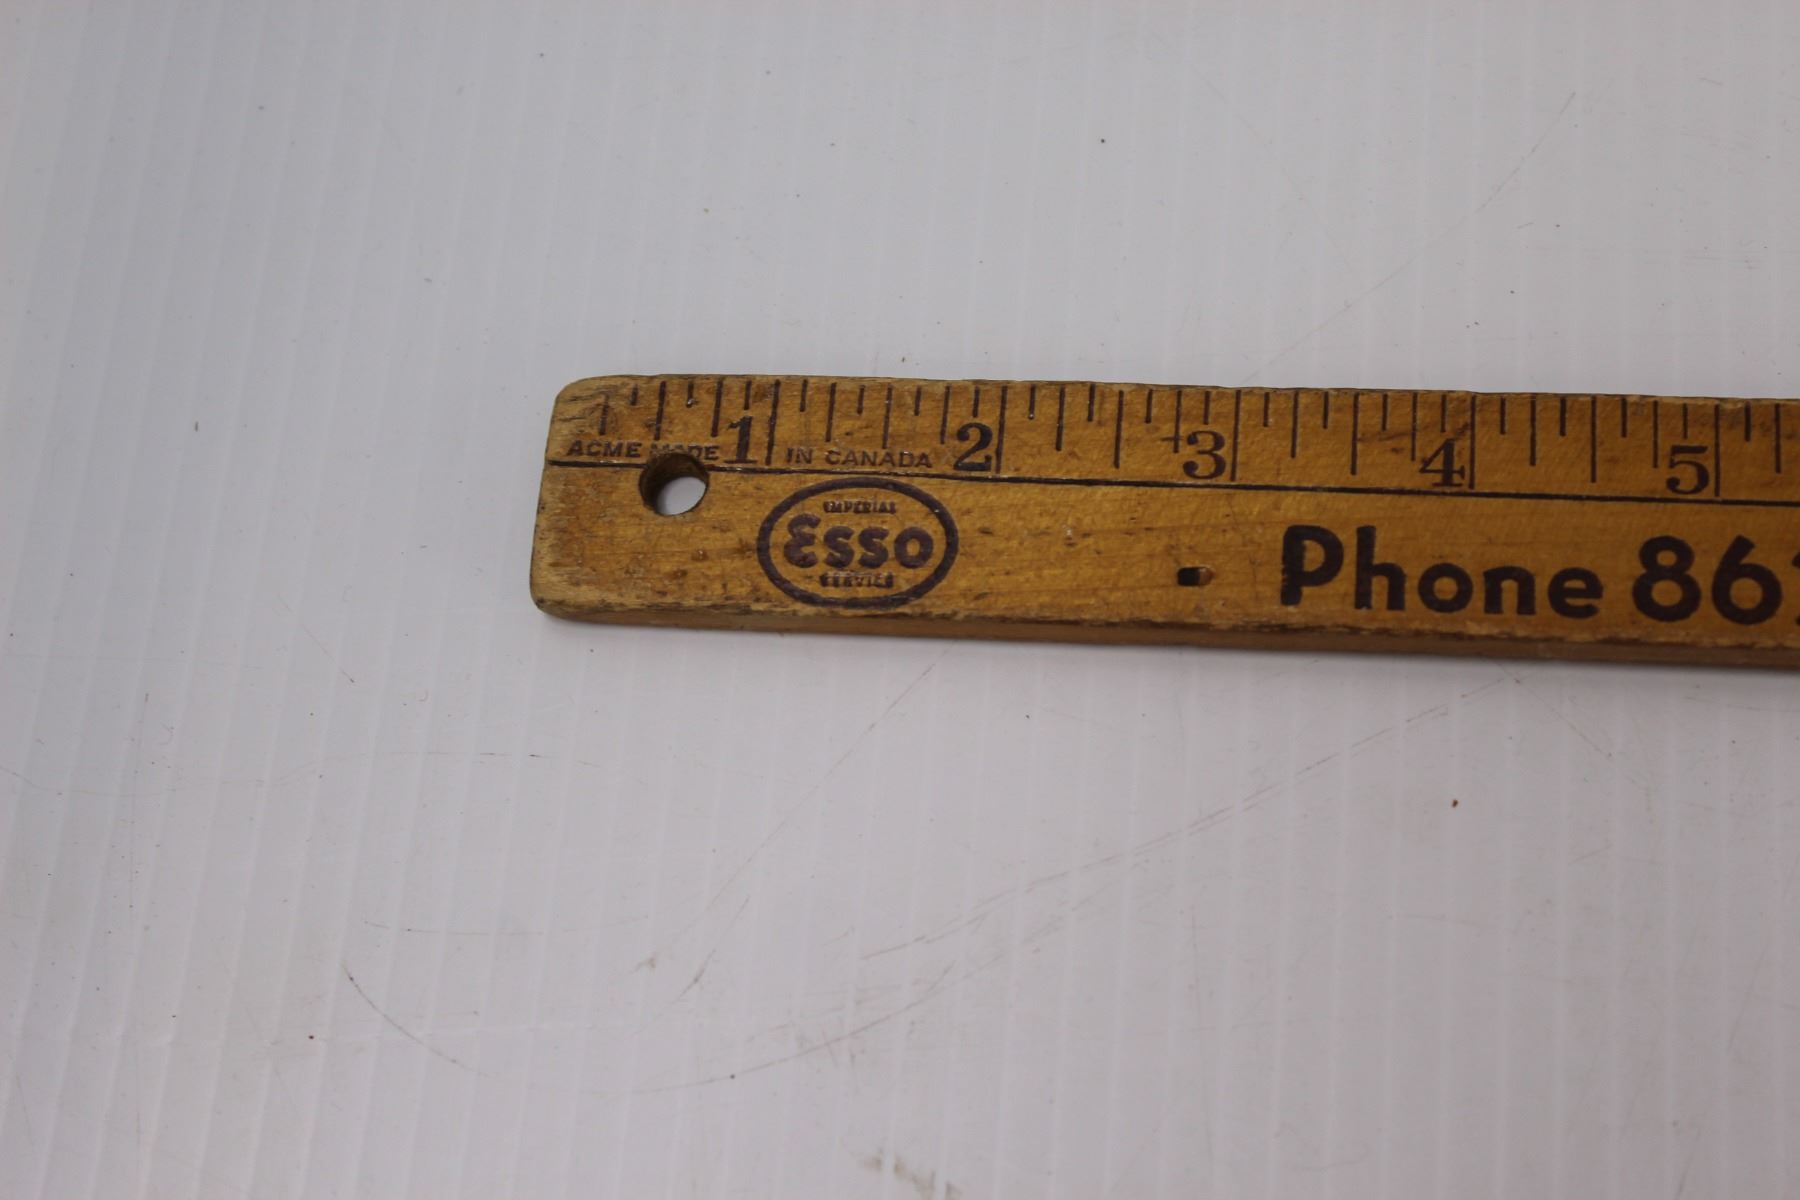 1 2 3 4 5
ACME MADE IN CANADA
IMPERIAL
Esso
SERVICE
Phone 86